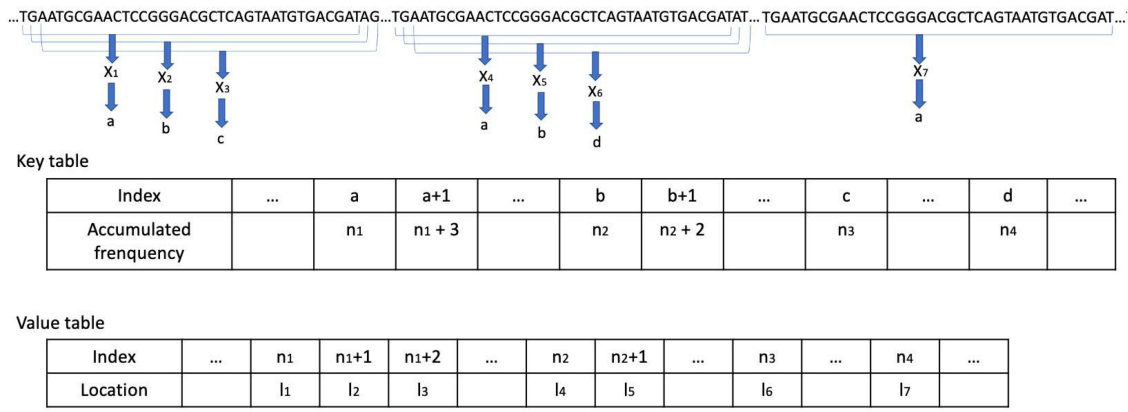 ...TGAATGCGAACTCCGGGACGCTCAGTAATGTGACGATAG...TGAATGCGAACTCCGGGACGCTCAGTAATGTGACGATAT... TGAATGCGAACTCCGGGACGCTCAGTAATGTGACGAT...
X1 X2 X3 X4 X5 X6 X7
a b c a b d a
Key table
Index ... a a+1 ... b b+1 ... c ... d ...
Accumulated n1 n1 + 3 n2 n2 + 2 n3 n4
frenquency
Value table
Index ... n1 n1+1 n1+2 ... n2 n2+1 ... n3 ... n4 ...
Location l1 l2 l3 l4 l5 l6 l7